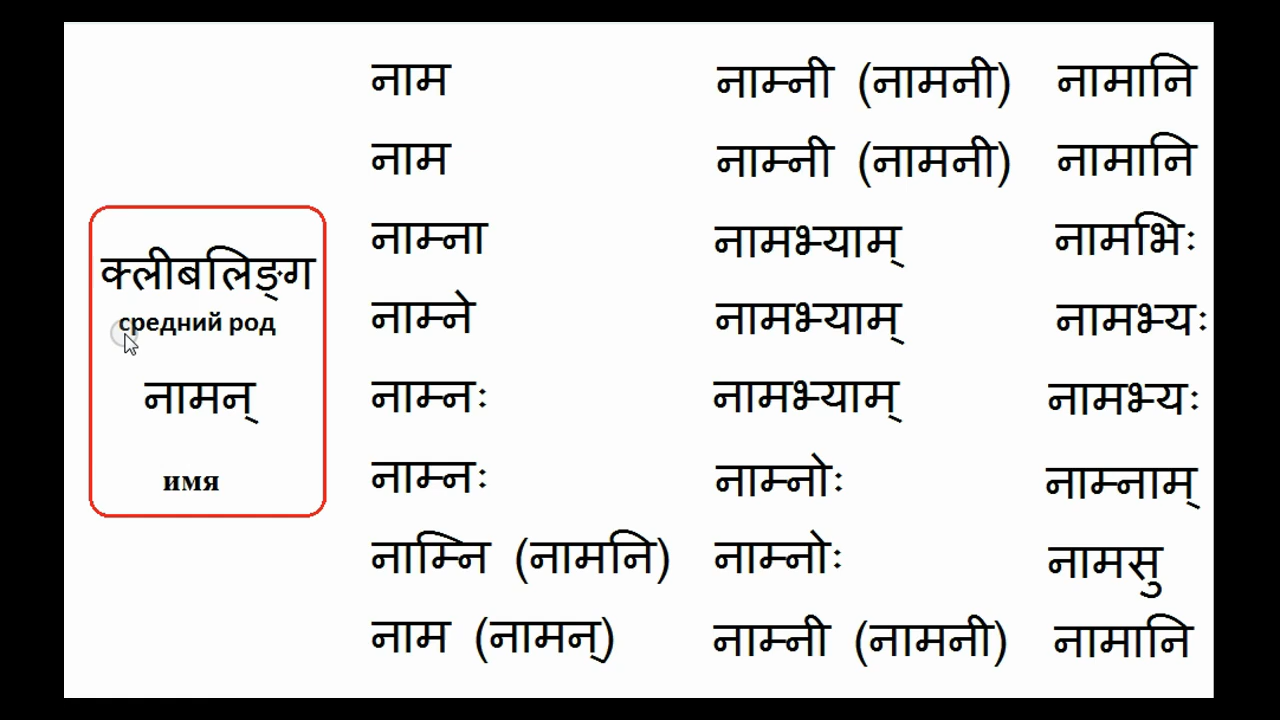 नाम नाम्नी (नामनी) नामानि
नाम नाम्नी (नामनी) नामानि
नाम्ना नामभ्याम् नामभिः
क्लीबलिङ्ग
средний род
नाम्ने नामभ्याम् नामभ्यः
नामन्
नाम्नः नामभ्याम् नामभ्यः
имя
नाम्नः नाम्नोः नाम्नाम्
नाम्नि (नामनि) नाम्नोः नामसु
नाम (नामन्) नाम्नी (नामनी) नामानि